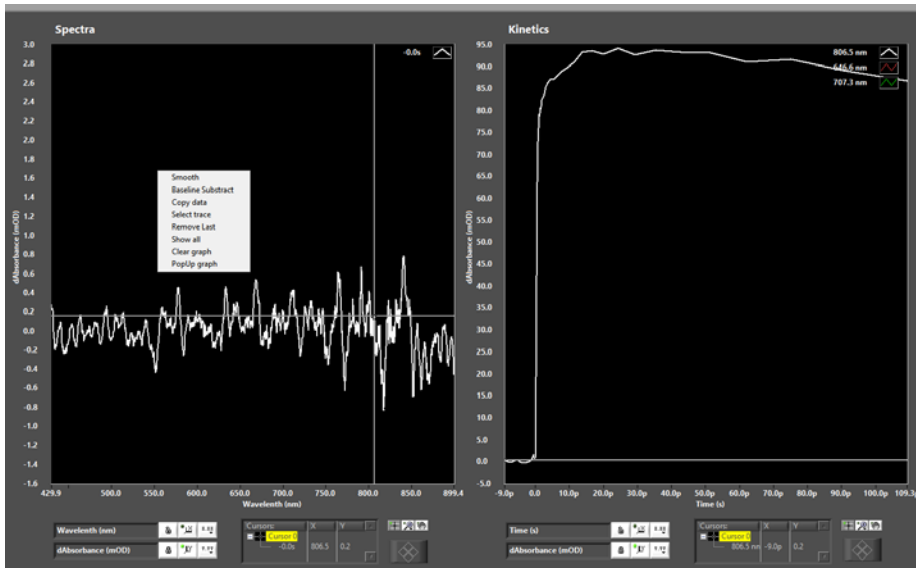 Spectra
-0.0s
3.0
2.8
2.6
2.4
2.2
2.0
1.8
1.6
1.4
1.2
1.0
0.8
0.6
0.4
0.2
0.0
-0.2
-0.4
-0.6
-0.8
-1.0
-1.2
-1.4
-1.6
dAbsorbance (mOD)
Smooth
Baseline Substract
Copy data
Select trace
Remove Last
Show all
Clear graph
PopUp graph
429.9 500.0 550.0 600.0 650.0 700.0 750.0 800.0 850.0 899.4
Wavelenth (nm)
Wavelenth (nm)
dAbsorbance (mOD)
Cursors: X Y
Cursor 0
-0.0s 806.5 0.2
Kinetics
806.5 nm
646.6 nm
707.3 nm
95.0
90.0
85.0
80.0
75.0
70.0
65.0
60.0
55.0
50.0
45.0
40.0
35.0
30.0
25.0
20.0
15.0
10.0
5.0
0.0
-5.0
dAbsorbance (mOD)
-9.0p 0.0 10.0p 20.0p 30.0p 40.0p 50.0p 60.0p 70.0p 80.0p 90.0p 100.0p 109.3p
Time (s)
Time (s)
dAbsorbance (mOD)
Cursors: X Y
Cursor 0
806.5 nm -9.0p 0.2